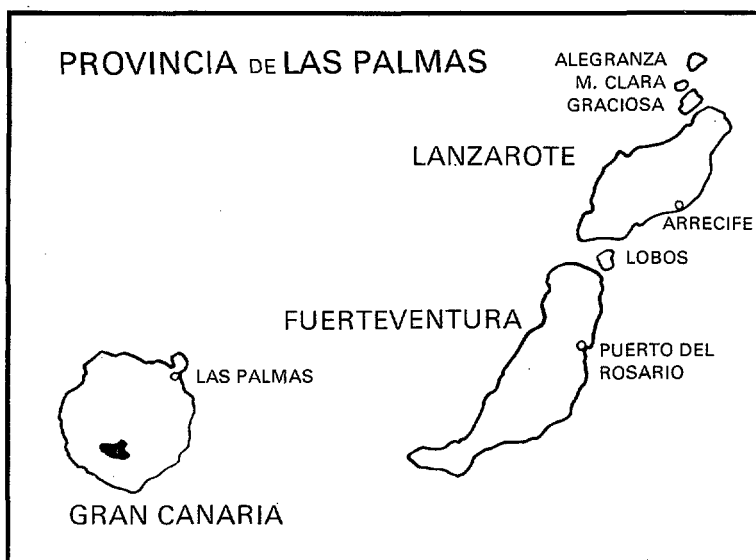 PROVINCIA DE LAS PALMAS
ALEGRANZA
M. CLARA
GRACIOSA
LANZAROTE
ARRECIFE
LOBOS
FUERTEVENTURA
PUERTO DEL
ROSARIO
LAS PALMAS
GRAN CANARIA